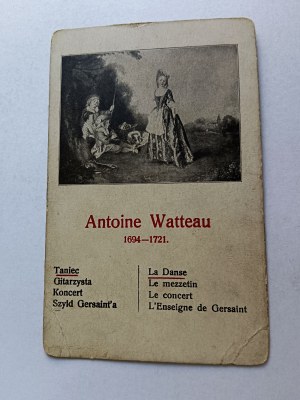 Antoine Watteau
1694—1721.
Taniec
Gitarzysta
Koncert
Szyld Gersaint'a
La Danse
Le mezzetin
Le concert
L'Enseigne de Gersaint